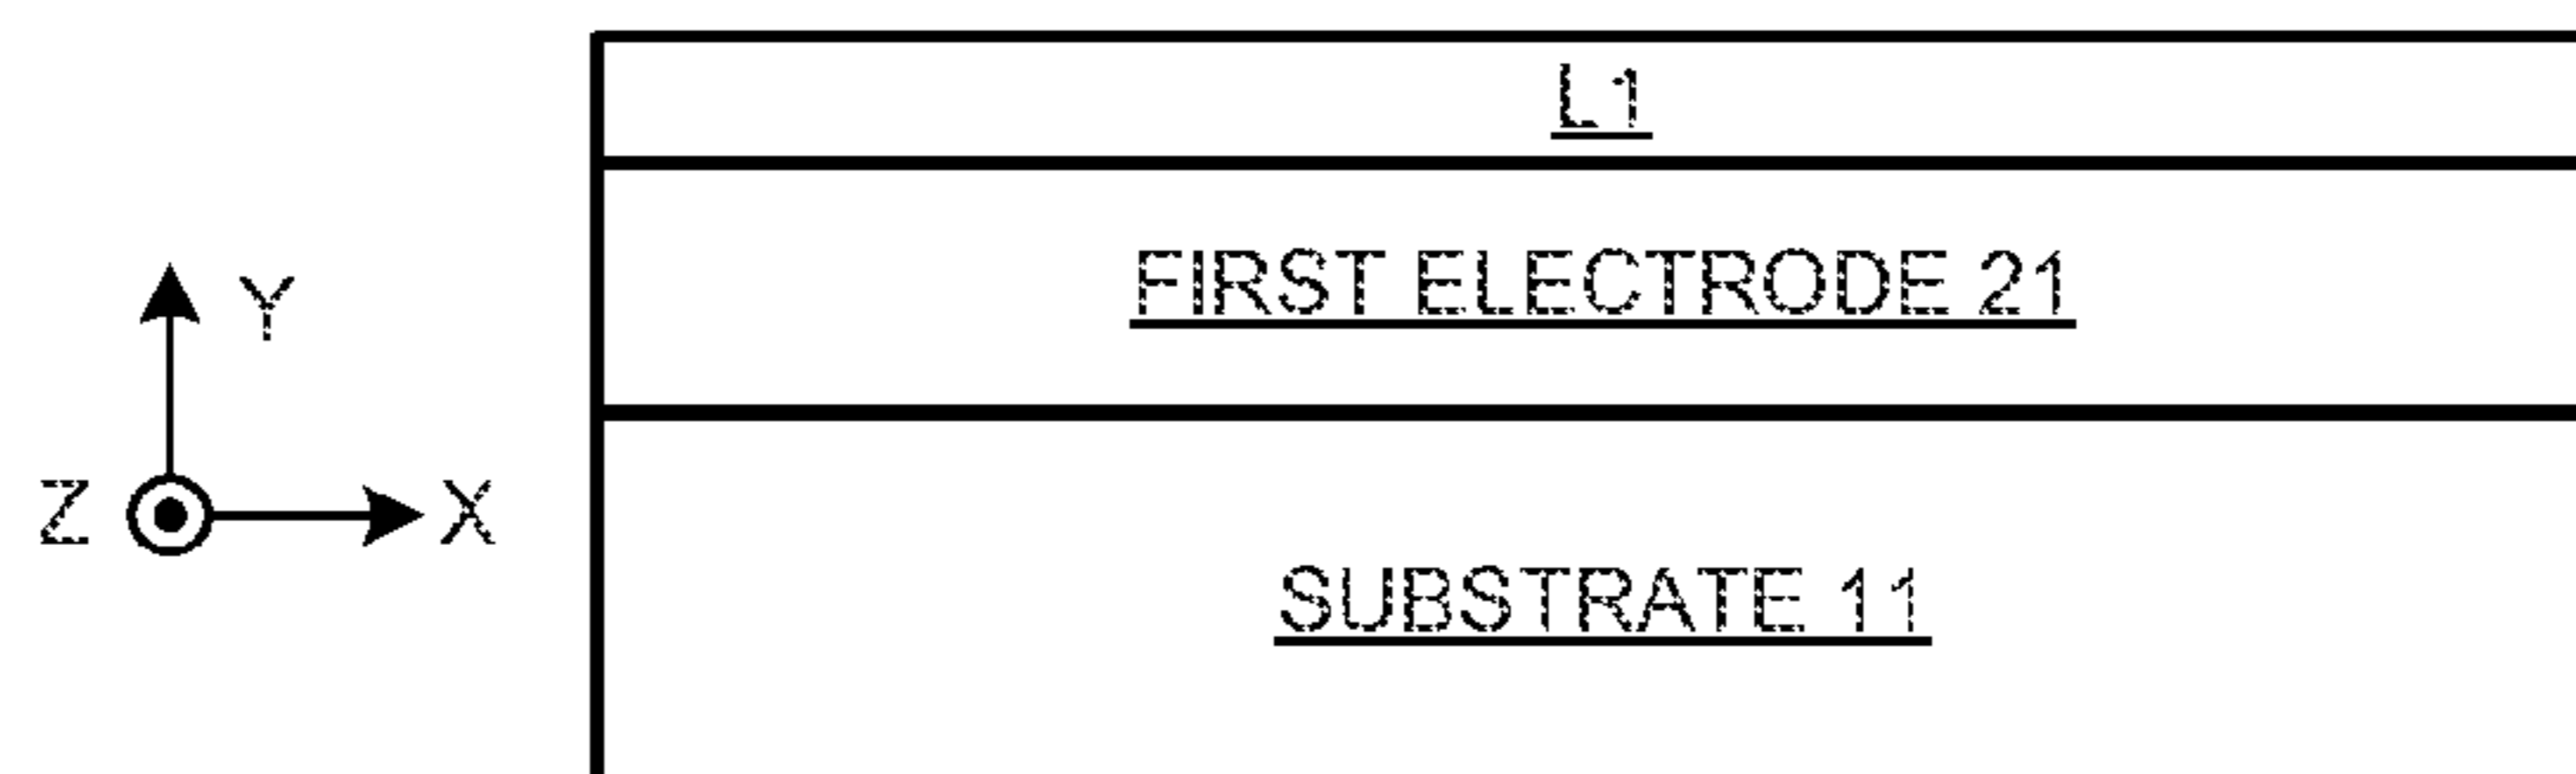 L1
FIRST ELECTRODE 21
Y
Z X
SUBSTRATE 11